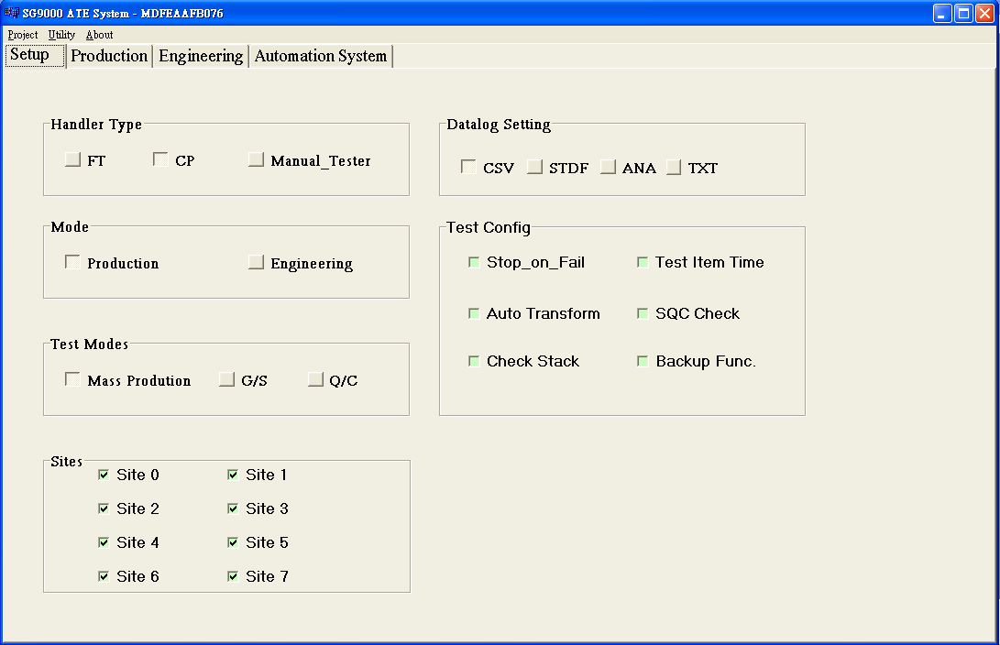 SG9000 ATE System - MDFEAAFB076
Project Utility About
Setup Production Engineering Automation System
Handler Type
FT CP Manual_Tester
Datalog Setting
CSV STDF ANA TXT
Mode
Production Engineering
Test Config
Stop_on_Fail Test Item Time
Auto Transform SQC Check
Check Stack Backup Func.
Test Modes
Mass Prodution G/S Q/C
Sites
Site 0 Site 1
Site 2 Site 3
Site 4 Site 5
Site 6 Site 7